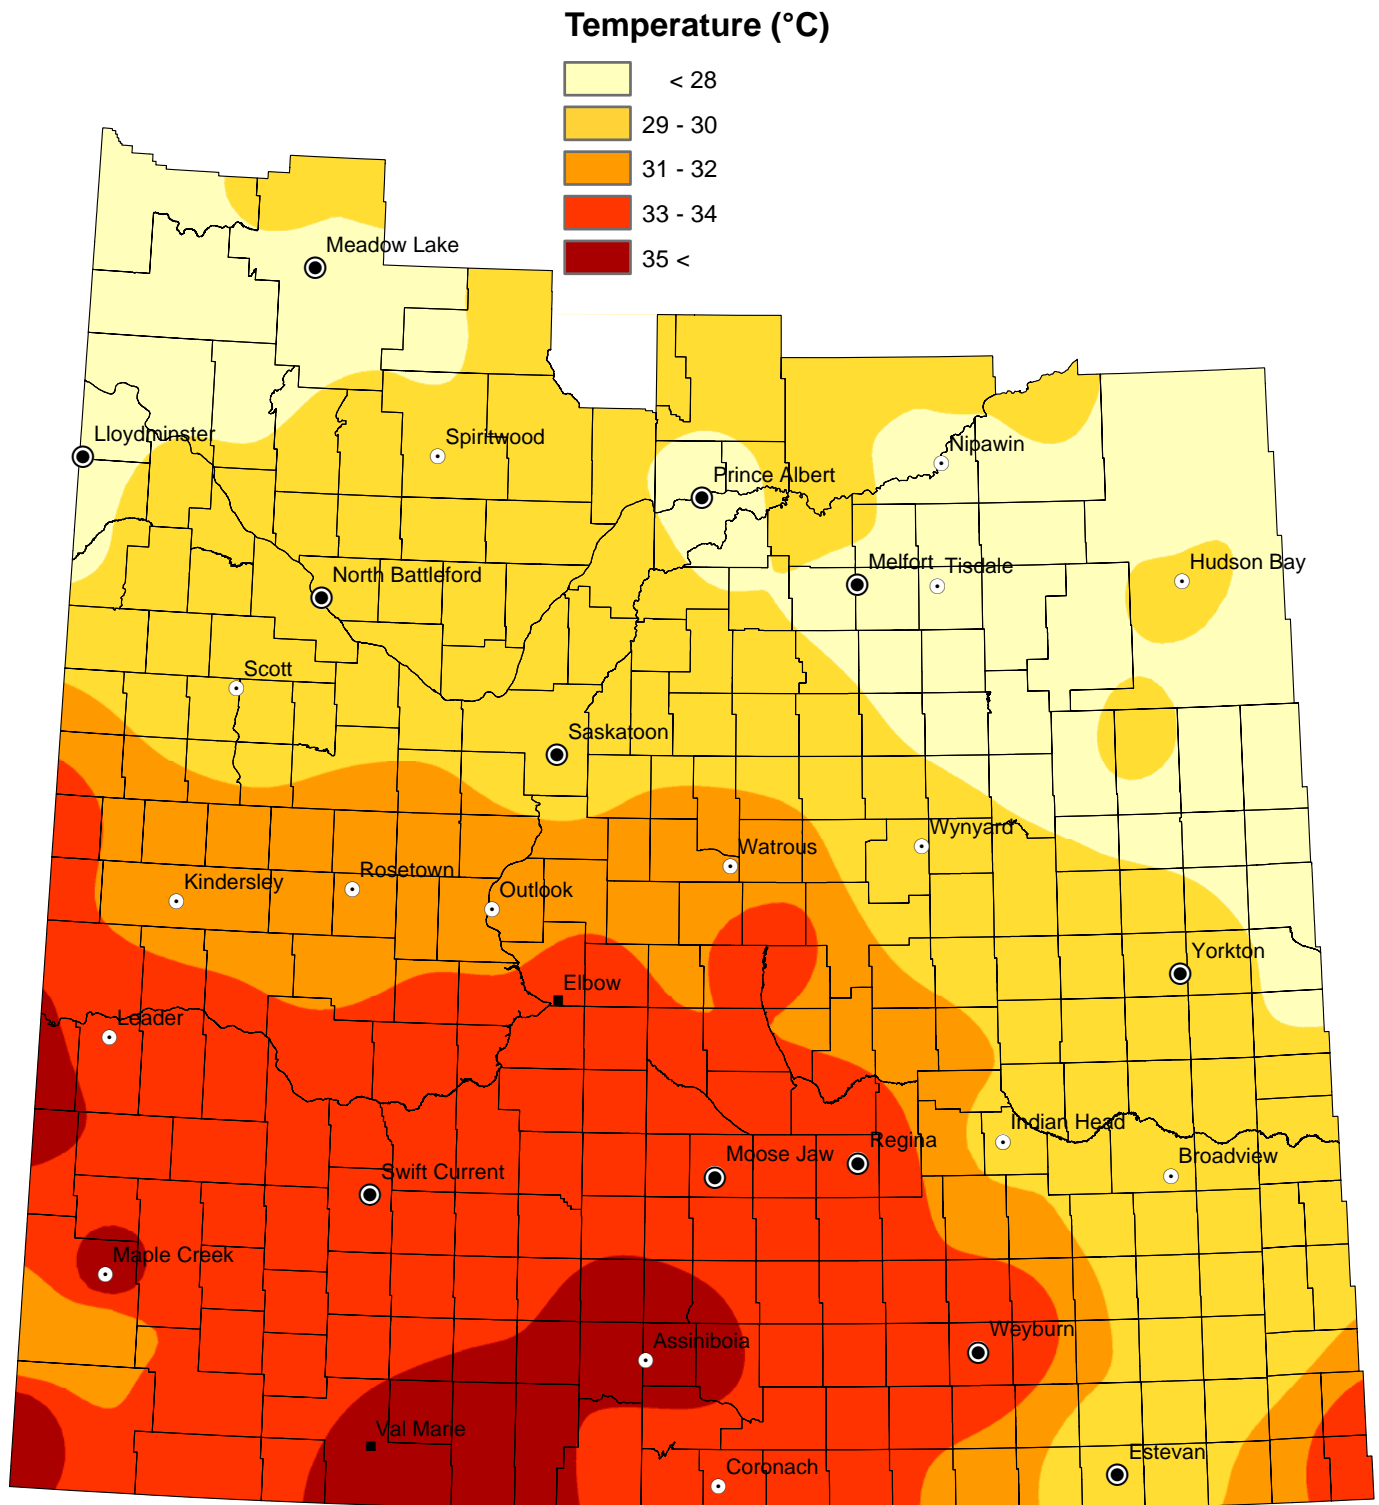 Temperature (°C)
< 28
29 - 30
31 - 32
33 - 34
35 <
Meadow Lake
Lloydminster
Spiritwood
Nipawin
Prince Albert
Melfort
Tisdale
Hudson Bay
North Battleford
Scott
Saskatoon
Wynyard
Watrous
Rosetown
Kindersley
Outlook
Yorkton
Elbow
Leader
Indian Head
Regina
Moose Jaw
Broadview
Swift Current
Maple Creek
Weyburn
Assiniboia
Val Marie
Estevan
Coronach